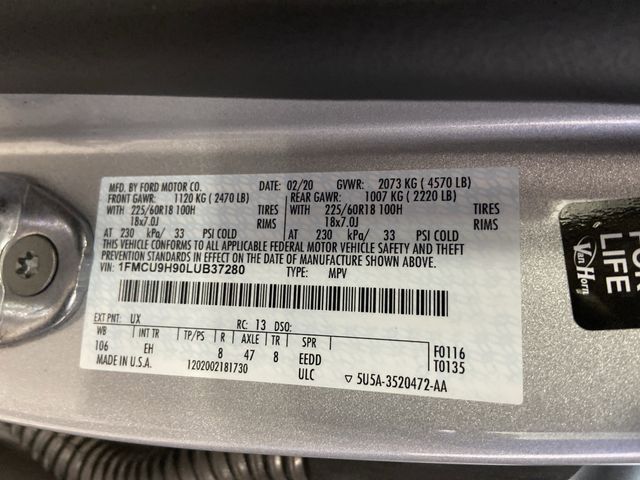 MFD. BY FORD MOTOR CO. DATE: 02/20 GVWR: 2073 KG ( 4570 LB)
FRONT GAWR: 1120 KG ( 2470 LB) REAR GAWR: 1007 KG ( 2220 LB)
WITH 225/60R18 100H TIRES WITH 225/60R18 100H TIRES
18x7.0J RIMS 18x7.0J RIMS
AT 230 kPa/ 33 PSI COLD AT 230 kPa/ 33 PSI COLD
THIS VEHICLE CONFORMS TO ALL APPLICABLE FEDERAL MOTOR VEHICLE SAFETY AND THEFT
PREVENTION STANDARDS IN EFFECT ON THE DATE OF MANUFACTURE SHOWN ABOVE.
VIN: 1FMCU9H90LUB37280 TYPE: MPV
EXT PNT: UX RC: 13 DSO:
WB INT TR TP/PS R AXLE TR SPR
106 EH 8 47 8 EEDD F0116
MADE IN U.S.A. 1202002181730 ULC T0135
▽ 5U5A-3520472-AA
Van Horn
FOR
LIFE